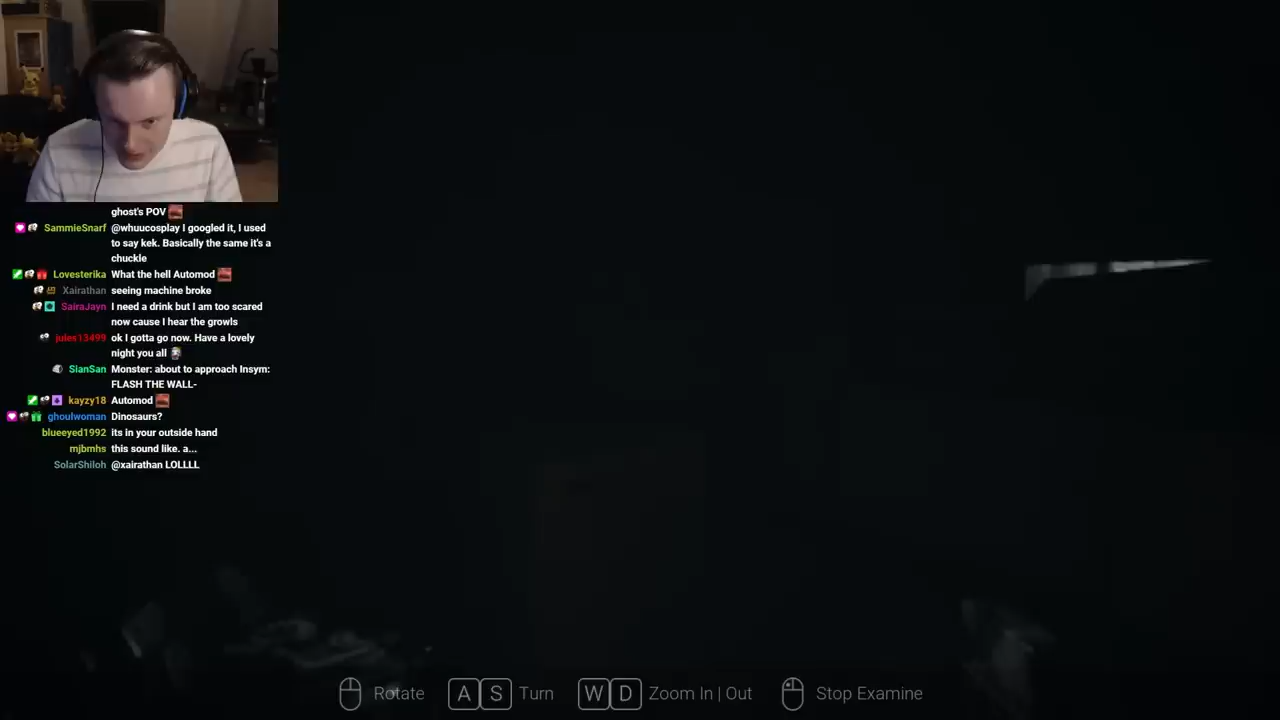 ghost's POV
SammieSnarf @whuucosplay I googled it, I used
to say kek. Basically the same it's a
chuckle
Lovesterika What the hell Automod
Xairathan seeing machine broke
SairaJayn I need a drink but I am too scared
now cause I hear the growls
jules13499 ok I gotta go now. Have a lovely
night you all
SianSan Monster: about to approach Insym:
FLASH THE WALL-
kayzy18 Automod
ghoulwoman Dinosaurs?
blueeyed1992 its in your outside hand
mjbmhs this sound like. a...
SolarShiloh @xairathan LOLLLL
Rotate A S Turn W D Zoom In | Out Stop Examine